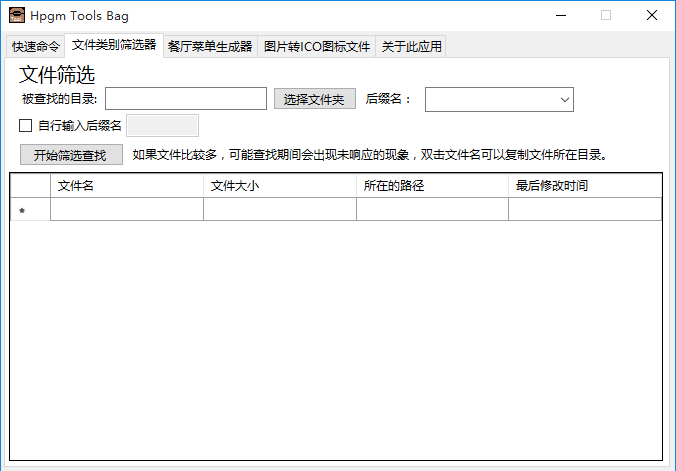 Hpgm Tools Bag
快速命令 文件类别筛选器 餐厅菜单生成器 图片转ICO图标文件 关于此应用
文件筛选
被查找的目录: 选择文件夹 后缀名：
自行输入后缀名
开始筛选查找 如果文件比较多，可能查找期间会出现未响应的现象，双击文件名可以复制文件所在目录。
文件名 文件大小 所在的路径 最后修改时间
*